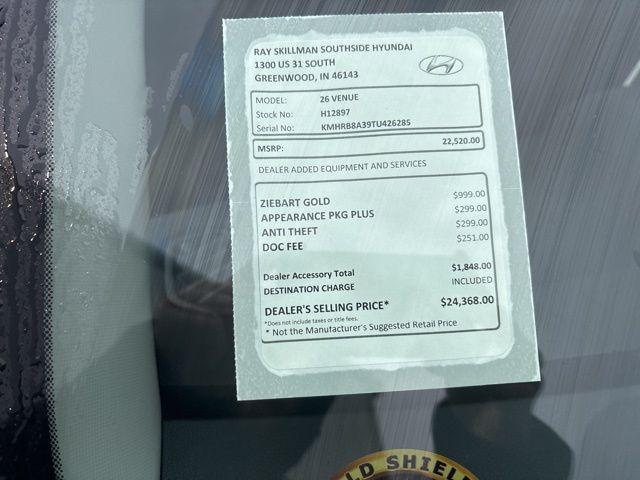 RAY SKILLMAN SOUTHSIDE HYUNDAI
1300 US 31 SOUTH
GREENWOOD, IN 46143
MODEL: 26 VENUE
Stock No: H12897
Serial No: KMHRB8A39TU426285
MSRP: 22,520.00
DEALER ADDED EQUIPMENT AND SERVICES
ZIEBART GOLD $999.00
APPEARANCE PKG PLUS $299.00
ANTI THEFT $299.00
DOC FEE $251.00
Dealer Accessory Total $1,848.00
DESTINATION CHARGE INCLUDED
DEALER'S SELLING PRICE* $24,368.00
*Does not include taxes or title fees.
* Not the Manufacturer's Suggested Retail Price
LD SHIEL